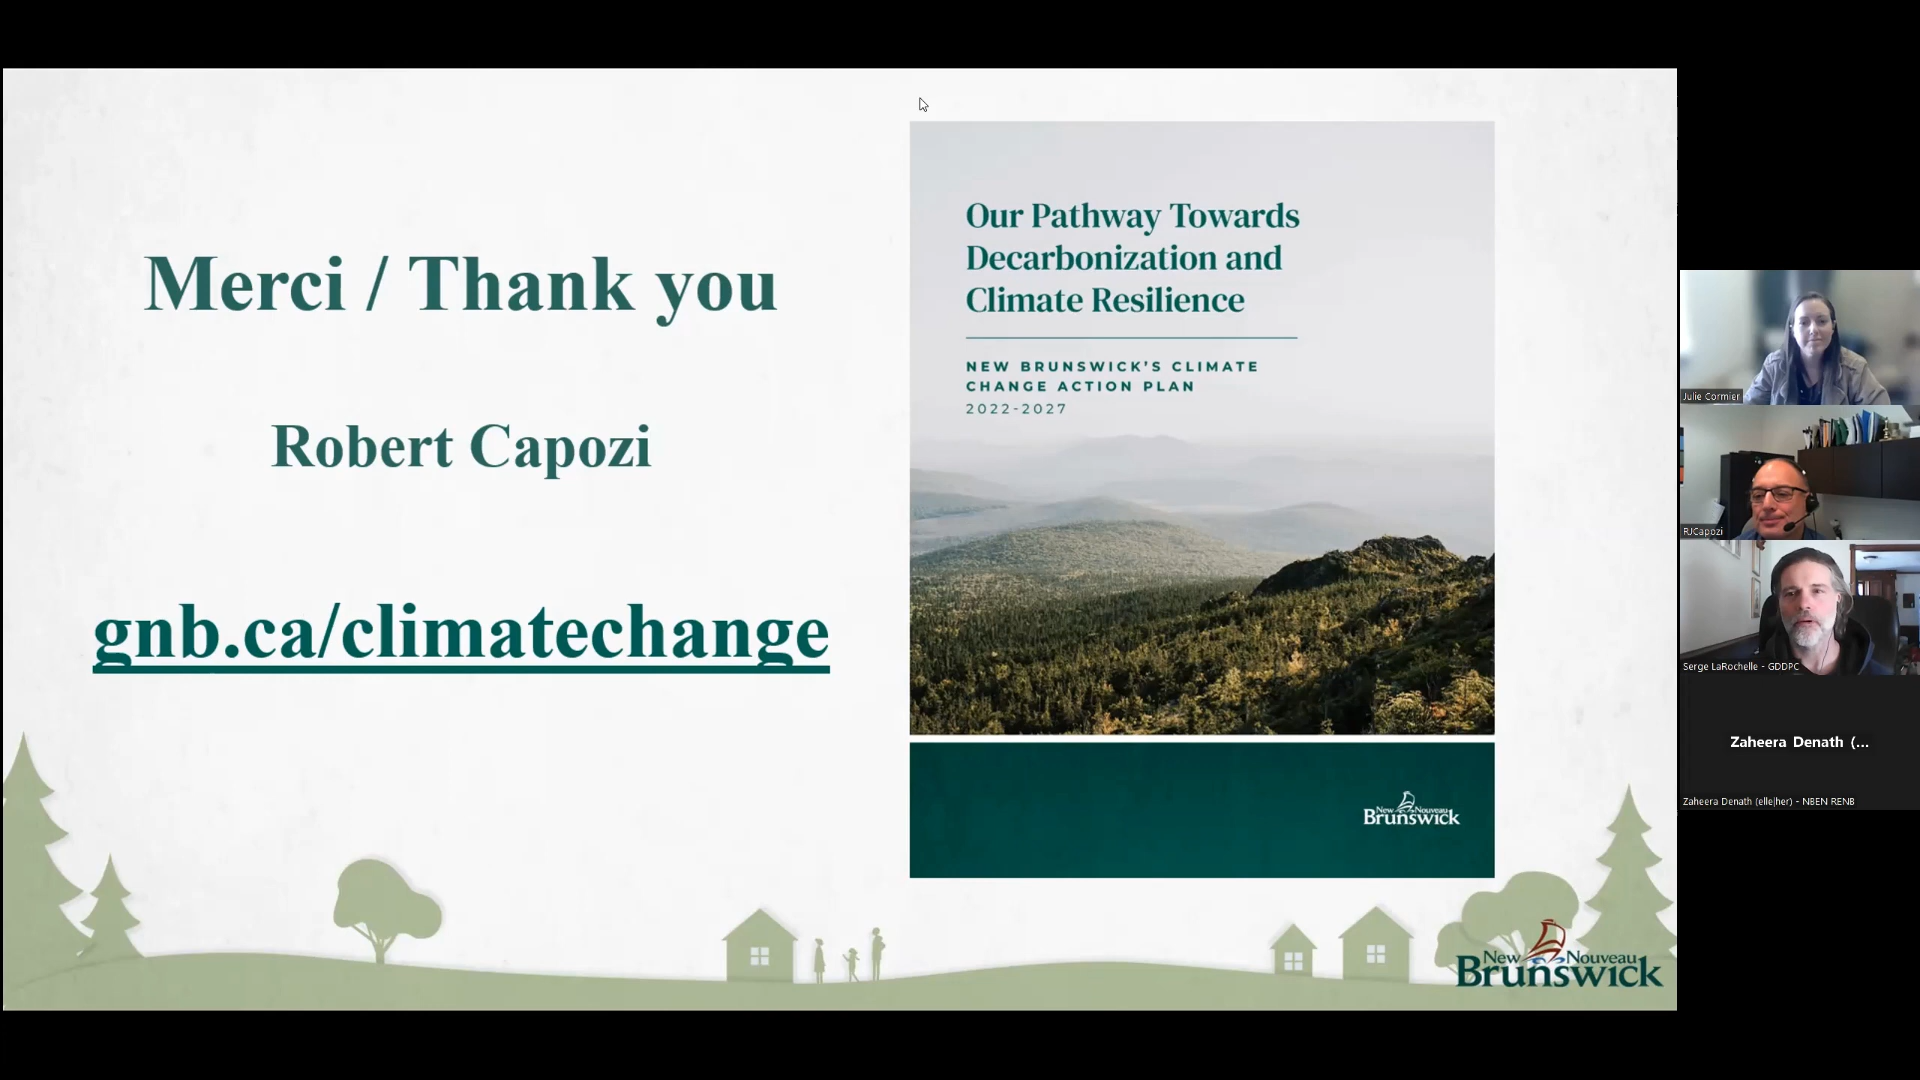 Merci / Thank you
Robert Capozi
gnb.ca/climatechange
Our Pathway Towards
Decarbonization and
Climate Resilience
NEW BRUNSWICK'S CLIMATE
CHANGE ACTION PLAN
2022-2027
New Nouveau
Brunswick
New Nouveau
Brunswick
Julie Cormier
RJCapozi
Serge LaRochelle - GDDPC
Zaheera Denath (...
Zaheera Denath (elle|her) - NBEN RENB